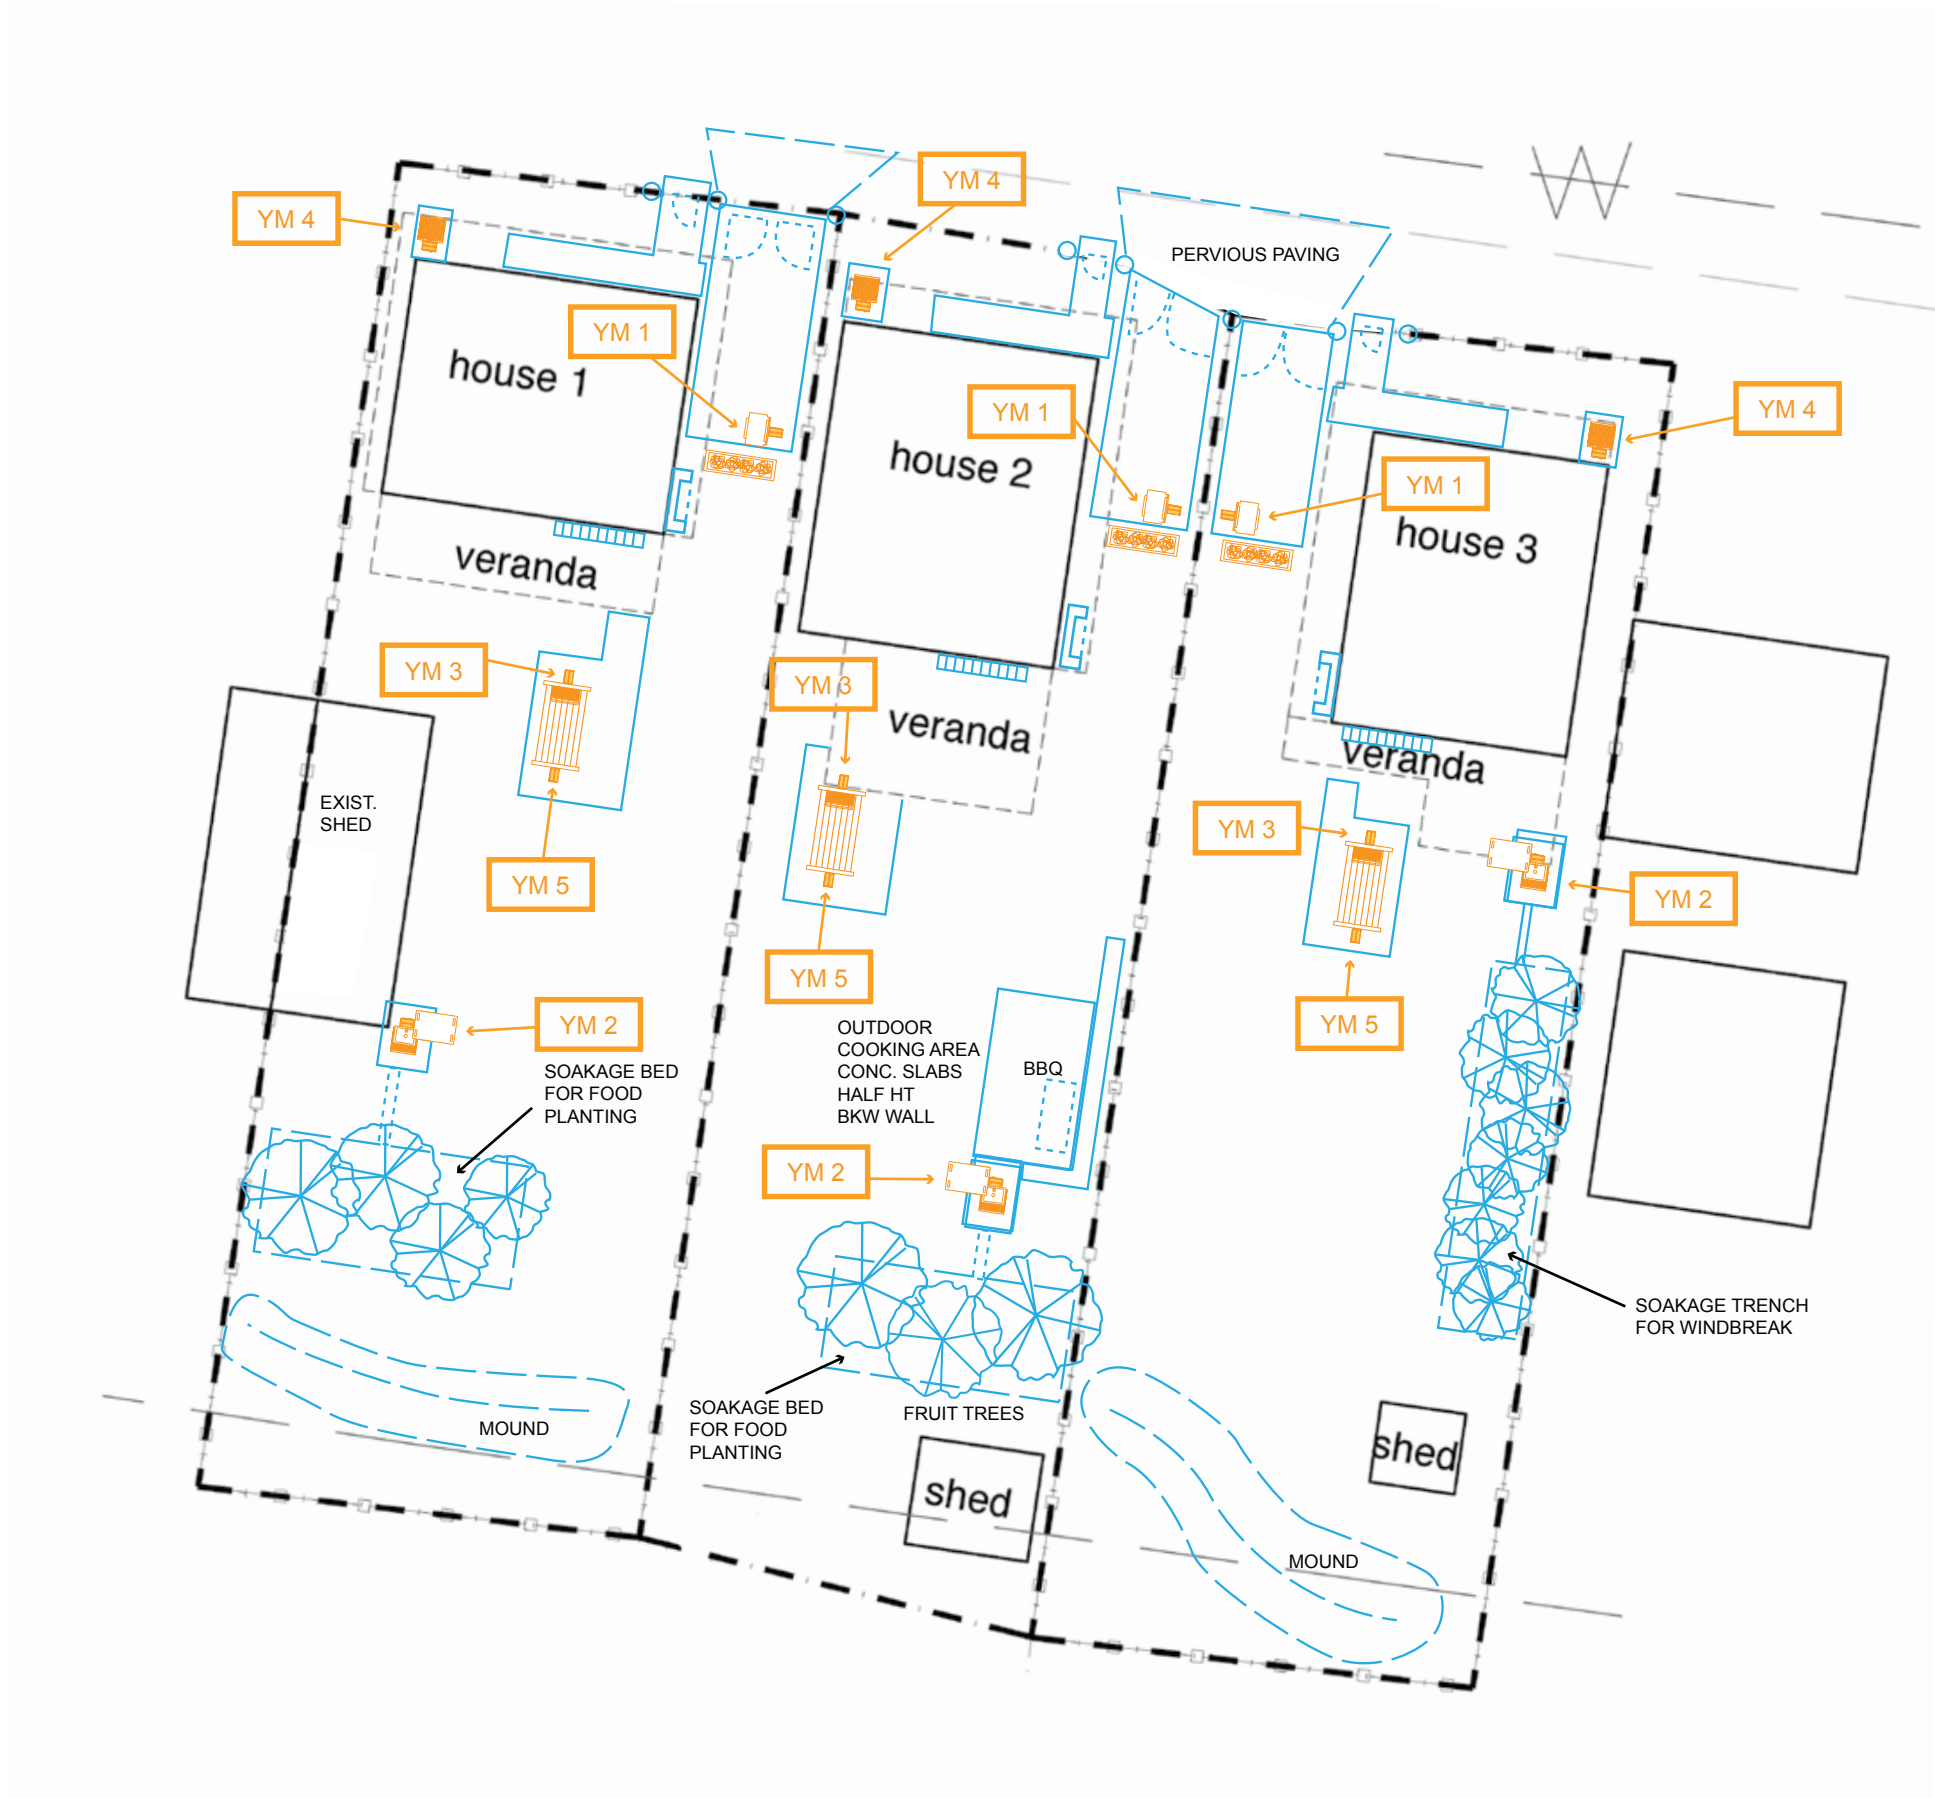 YM 4
YM 4
PERVIOUS PAVING
YM 1
house 1
YM 4
YM 1
house 2
YM 1
house 3
veranda
YM 3
YM 3
veranda
veranda
EXIST.
SHED
YM 3
YM 5
YM 2
YM 5
YM 2
YM 5
OUTDOOR
COOKING AREA
CONC. SLABS
HALF HT
BKW WALL
BBQ
SOAKAGE BED
FOR FOOD
PLANTING
YM 2
SOAKAGE TRENCH
FOR WINDBREAK
SOAKAGE BED
FOR FOOD
PLANTING
FRUIT TREES
MOUND
shed
shed
MOUND
W